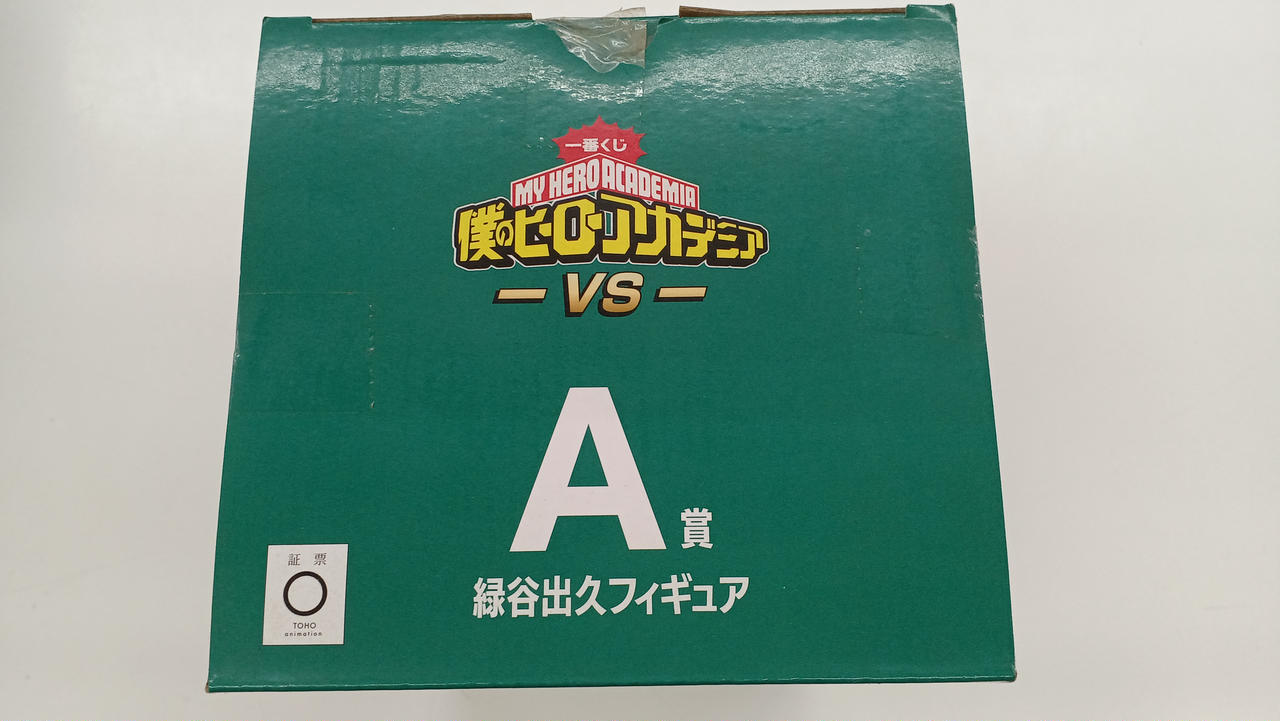 一番くじ
MY HERO ACADEMIA
僕のヒーローアカデミア
VS
A賞
緑谷出久フィギュア
証票
TOHO
animation